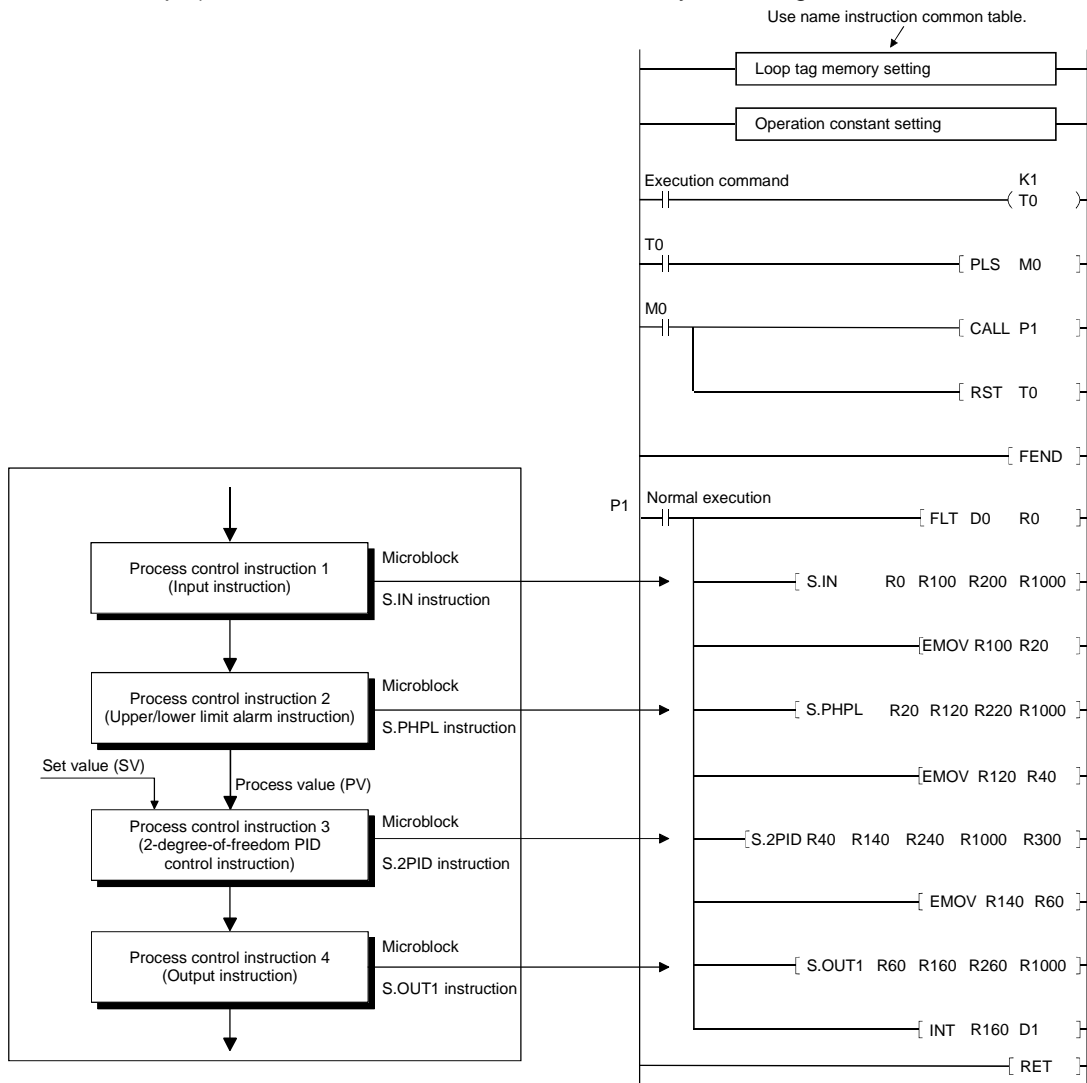 Use name instruction common table.
Loop tag memory setting
Operation constant setting
Execution command
K1
T0
T0
PLS M0
M0
CALL P1
RST T0
FEND
P1
Normal execution
FLT D0 R0
S.IN R0 R100 R200 R1000
EMOV R100 R20
S.PHPL R20 R120 R220 R1000
EMOV R120 R40
S.2PID R40 R140 R240 R1000 R300
EMOV R140 R60
S.OUT1 R60 R160 R260 R1000
INT R160 D1
RET
Process control instruction 1
(Input instruction)
Microblock
S.IN instruction
Process control instruction 2
(Upper/lower limit alarm instruction)
Microblock
S.PHPL instruction
Set value (SV)
Process value (PV)
Process control instruction 3
(2-degree-of-freedom PID
control instruction)
Microblock
S.2PID instruction
Process control instruction 4
(Output instruction)
Microblock
S.OUT1 instruction